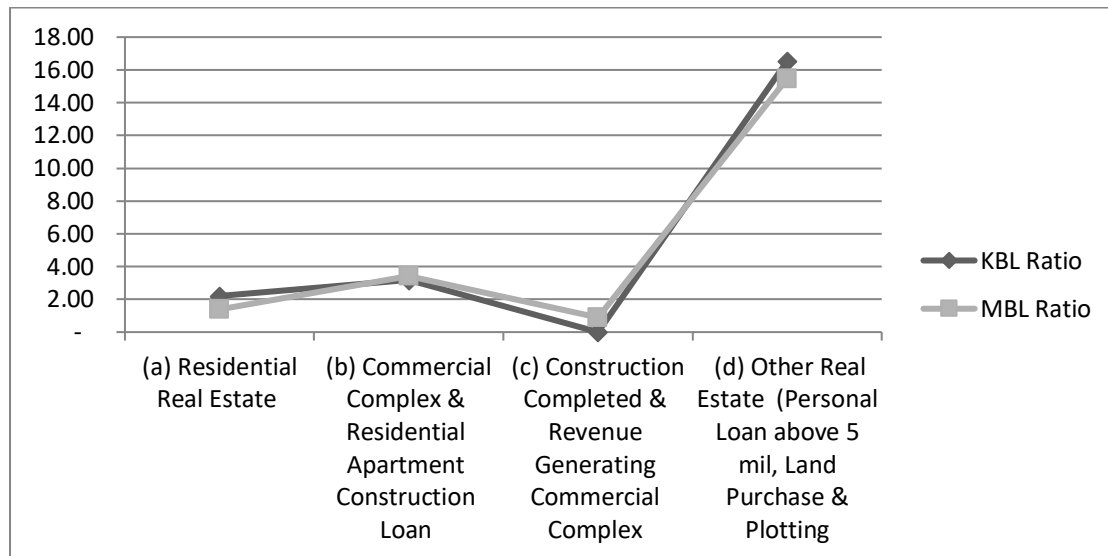 18.00
16.00
14.00
12.00
10.00
8.00
6.00
4.00
2.00
-
(a) Residential
Real Estate
(b) Commercial
Complex &
Residential
Apartment
Construction
Loan
(c) Construction
Completed &
Revenue
Generating
Commercial
Complex
(d) Other Real
Estate (Personal
Loan above 5
mil, Land
Purchase &
Plotting
KBL Ratio
MBL Ratio